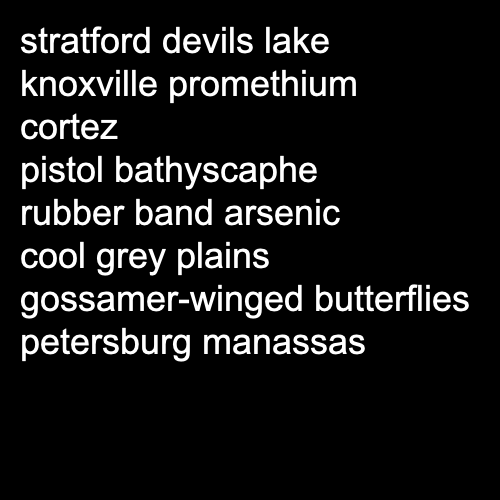 stratford devils lake
knoxville promethium
cortez
pistol bathyscaphe
rubber band arsenic
cool grey plains
gossamer-winged butterflies
petersburg manassas